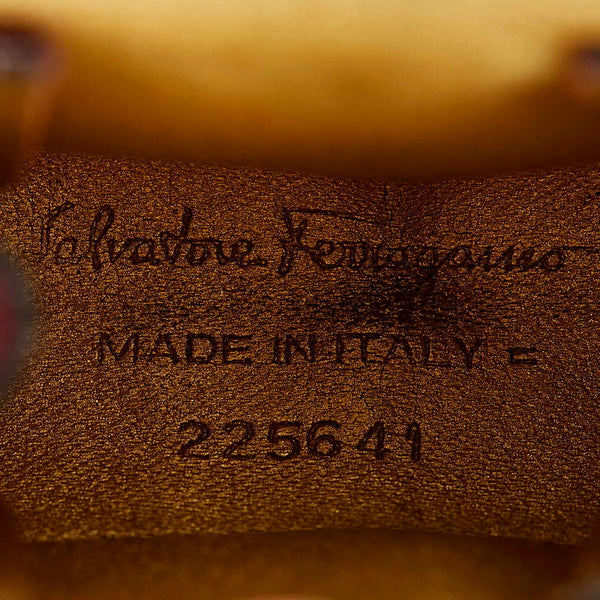 Salvatore Ferragamo
MADE IN ITALY =
225641